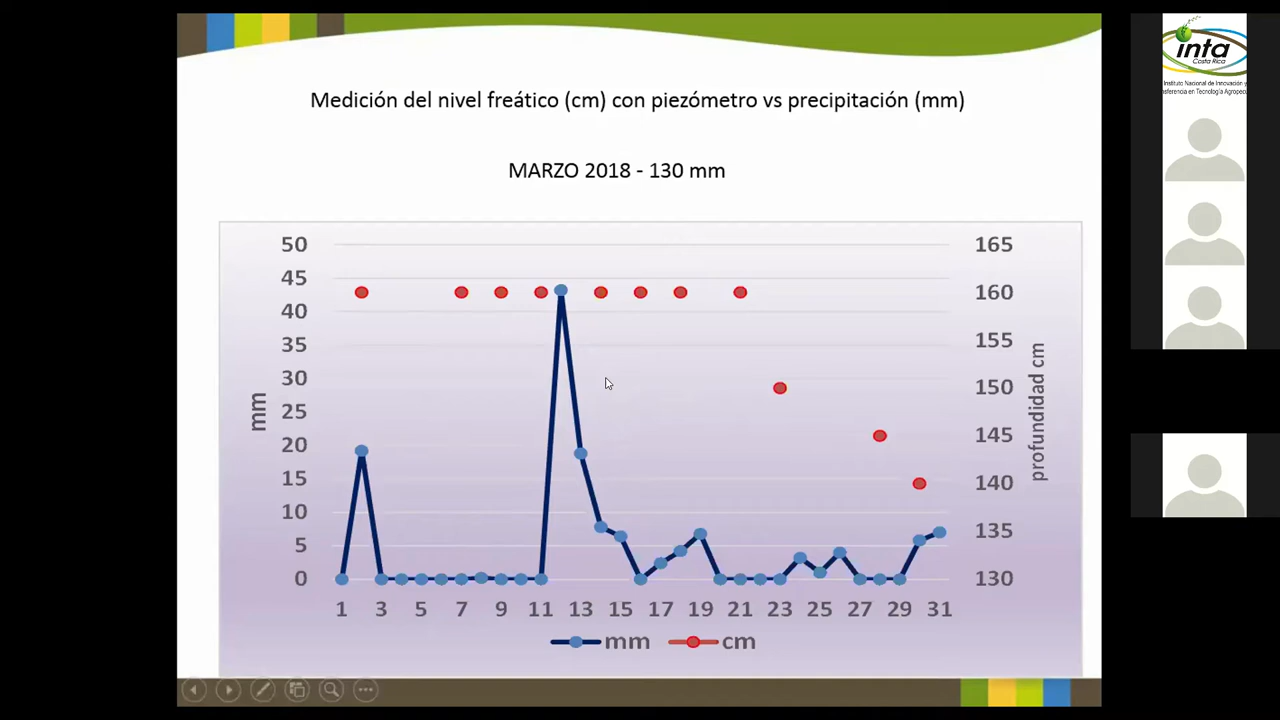 Medición del nivel freático (cm) con piezómetro vs precipitación (mm)
MARZO 2018 - 130 mm
50
45
40
35
30
25
20
15
10
5
0
mm
165
160
155
150
145
140
135
130
profundidad cm
1 3 5 7 9 11 13 15 17 19 21 23 25 27 29 31
mm cm
inta
Costa Rica
Instituto Nacional de Innovación y
sferencia en Tecnología Agropec